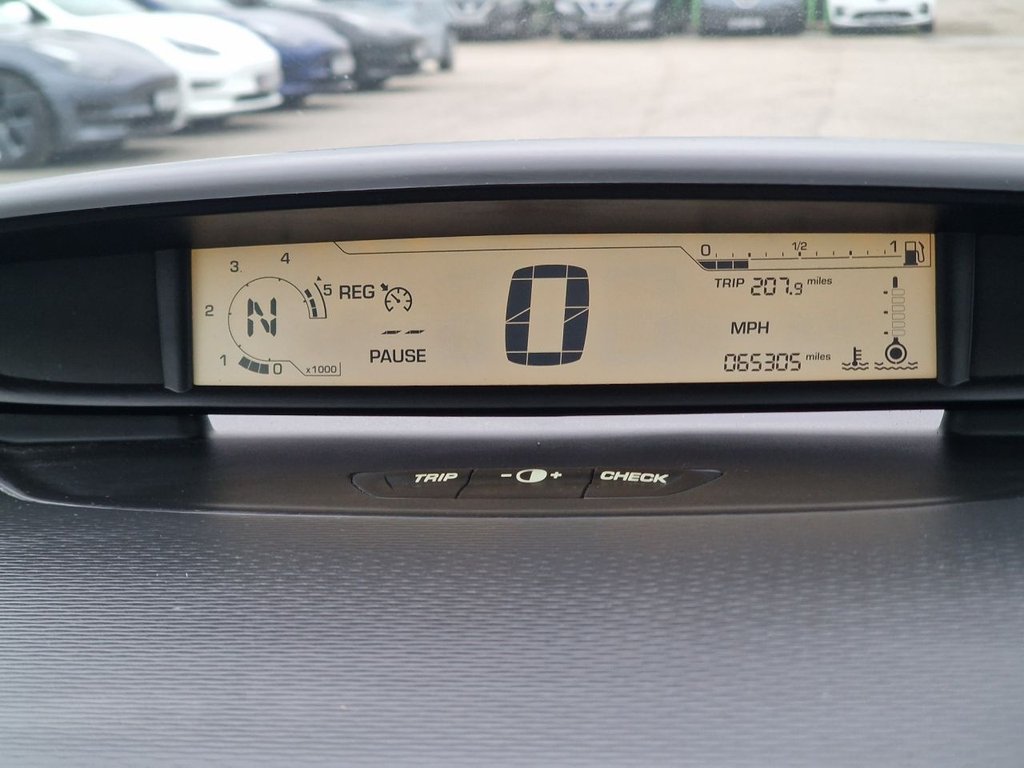 0 1/2 1
4
3
5 REG
TRIP 207.9 miles
2 N
0
MPH
PAUSE
1 0 x1000
065305 miles
TRIP - + CHECK